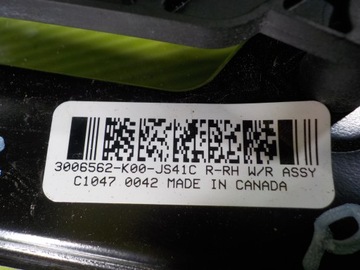 3006562-K00-JS41C R-RH W/R ASSY
C1047 0042 MADE IN CANADA